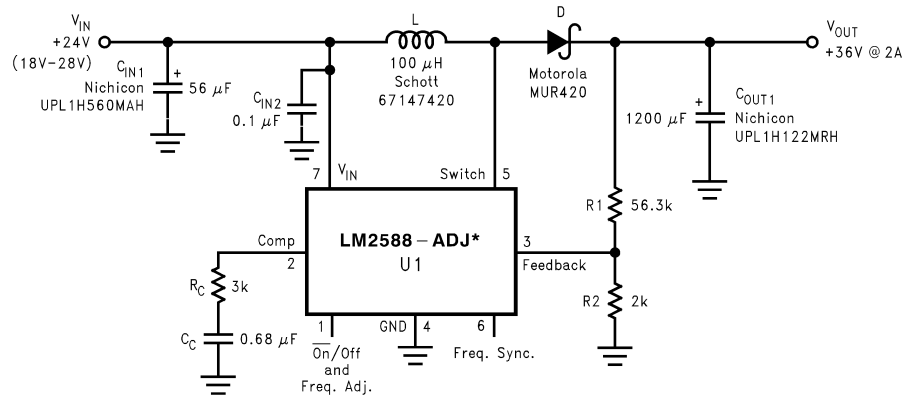 V_IN
+24V
(18V-28V)
C_IN1
Nichicon
UPL1H560MAH
+
56 μF
C_IN2
0.1 μF
L
100 μH
Schott
67147420
D
Motorola
MUR420
V_OUT
+36V @ 2A
+
1200 μF
C_OUT1
Nichicon
UPL1H122MRH
7
V_IN
Switch
5
R1
56.3k
LM2588-ADJ*
U1
Comp
2
3
Feedback
R_C
3k
C_C
0.68 μF
R2
2k
1
GND
4
6
O̅n̅/Off
and
Freq. Adj.
Freq. Sync.